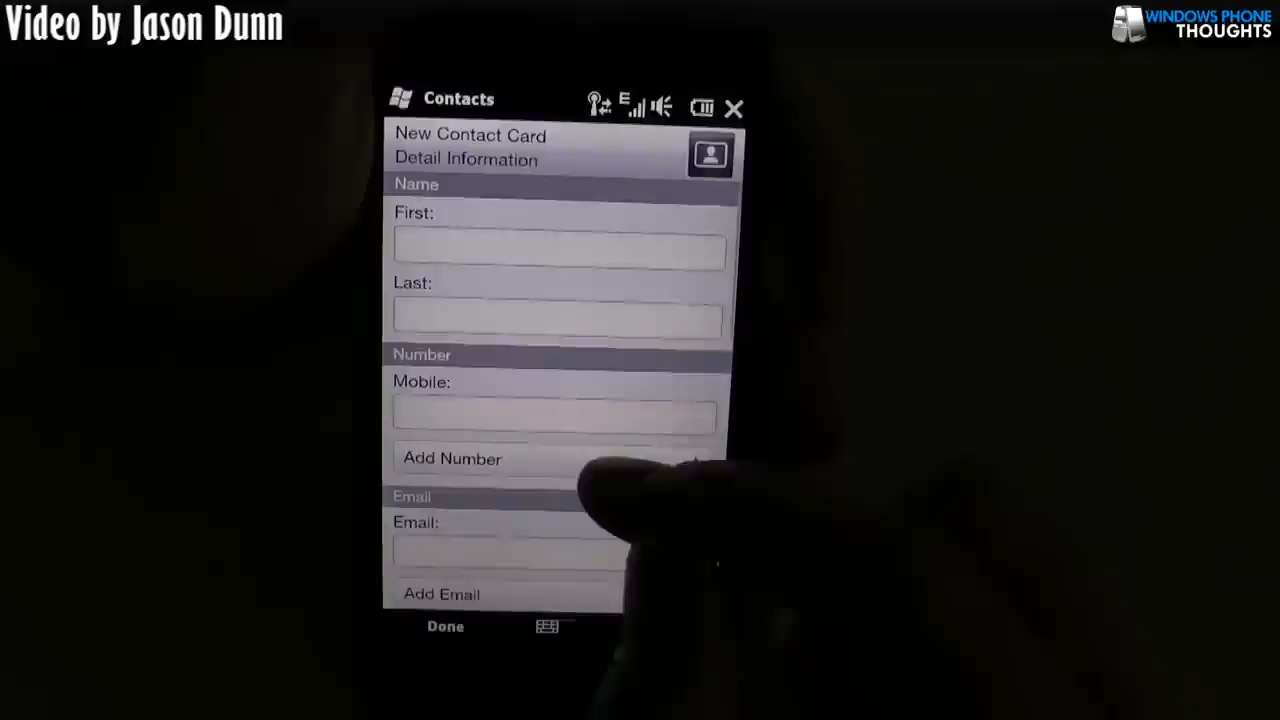 Video by Jason Dunn
WINDOWS PHONE
THOUGHTS
Contacts
E
New Contact Card
Detail Information
Name
First:
Last:
Number
Mobile:
Add Number
Email
Email:
Add Email
Done